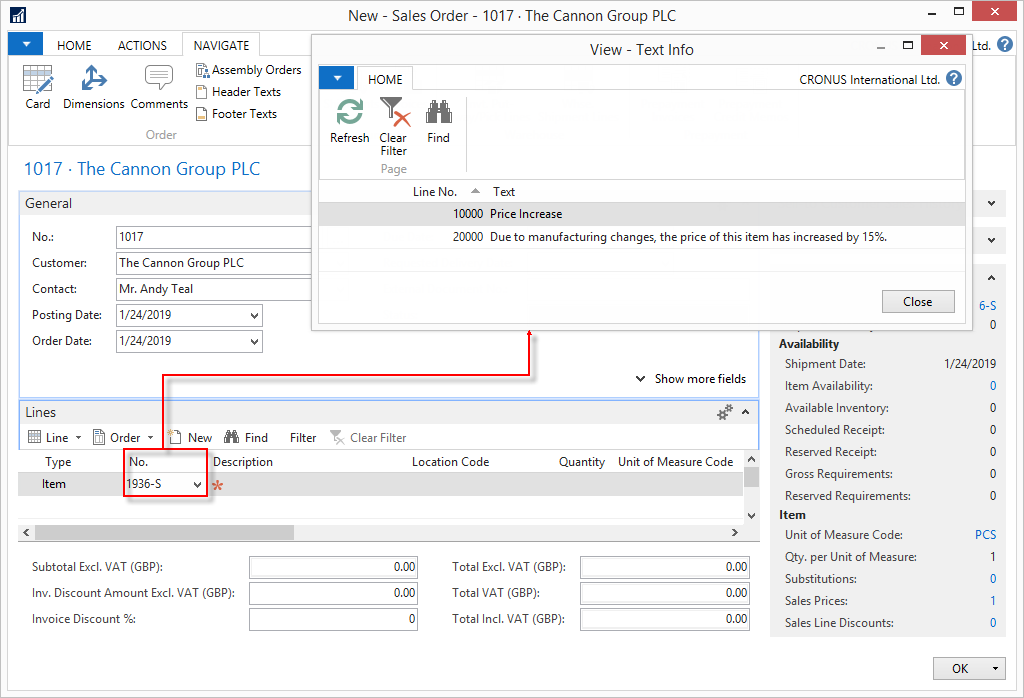 New - Sales Order - 1017 · The Cannon Group PLC
HOME ACTIONS NAVIGATE
Ltd.
Card
Dimensions
Comments
Assembly Orders
Header Texts
Footer Texts
Order
View - Text Info
HOME
CRONUS International Ltd.
Refresh
Clear Filter
Find
Page
Line No. Text
10000 Price Increase
20000 Due to manufacturing changes, the price of this item has increased by 15%.
Close
1017 · The Cannon Group PLC
General
No.: 1017
Customer: The Cannon Group PLC
Contact: Mr. Andy Teal
Posting Date: 1/24/2019
Order Date: 1/24/2019
Show more fields
Lines
Line Order New Find Filter Clear Filter
Type No. Description Location Code Quantity Unit of Measure Code
Item 1936-S *
Subtotal Excl. VAT (GBP): 0.00
Inv. Discount Amount Excl. VAT (GBP): 0.00
Invoice Discount %: 0
Total Excl. VAT (GBP): 0.00
Total VAT (GBP): 0.00
Total Incl. VAT (GBP): 0.00
6-S
0
Availability
Shipment Date: 1/24/2019
Item Availability: 0
Available Inventory: 0
Scheduled Receipt: 0
Reserved Receipt: 0
Gross Requirements: 0
Reserved Requirements: 0
Item
Unit of Measure Code: PCS
Qty. per Unit of Measure: 1
Substitutions: 0
Sales Prices: 1
Sales Line Discounts: 0
OK